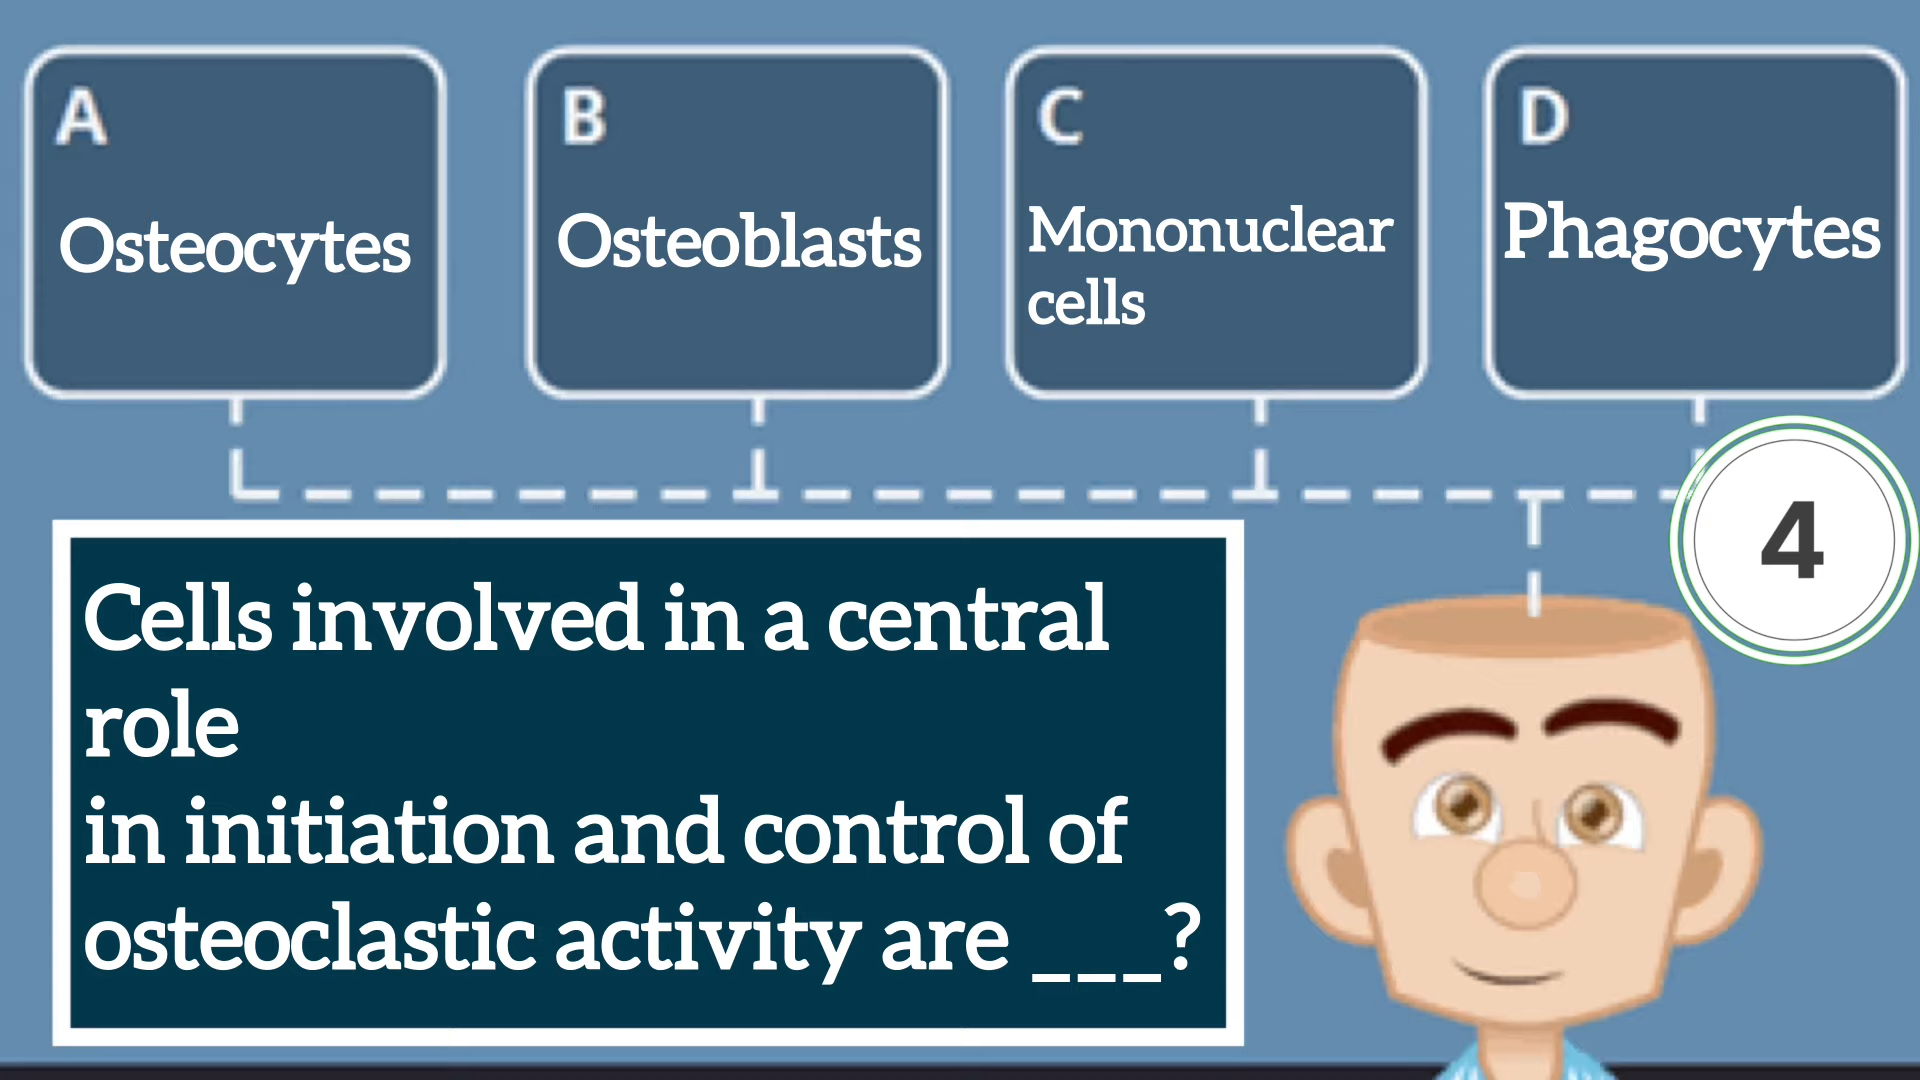 A
Osteocytes
B
Osteoblasts
C
Mononuclear
cells
D
Phagocytes
4
Cells involved in a central
role
in initiation and control of
osteoclastic activity are ___?